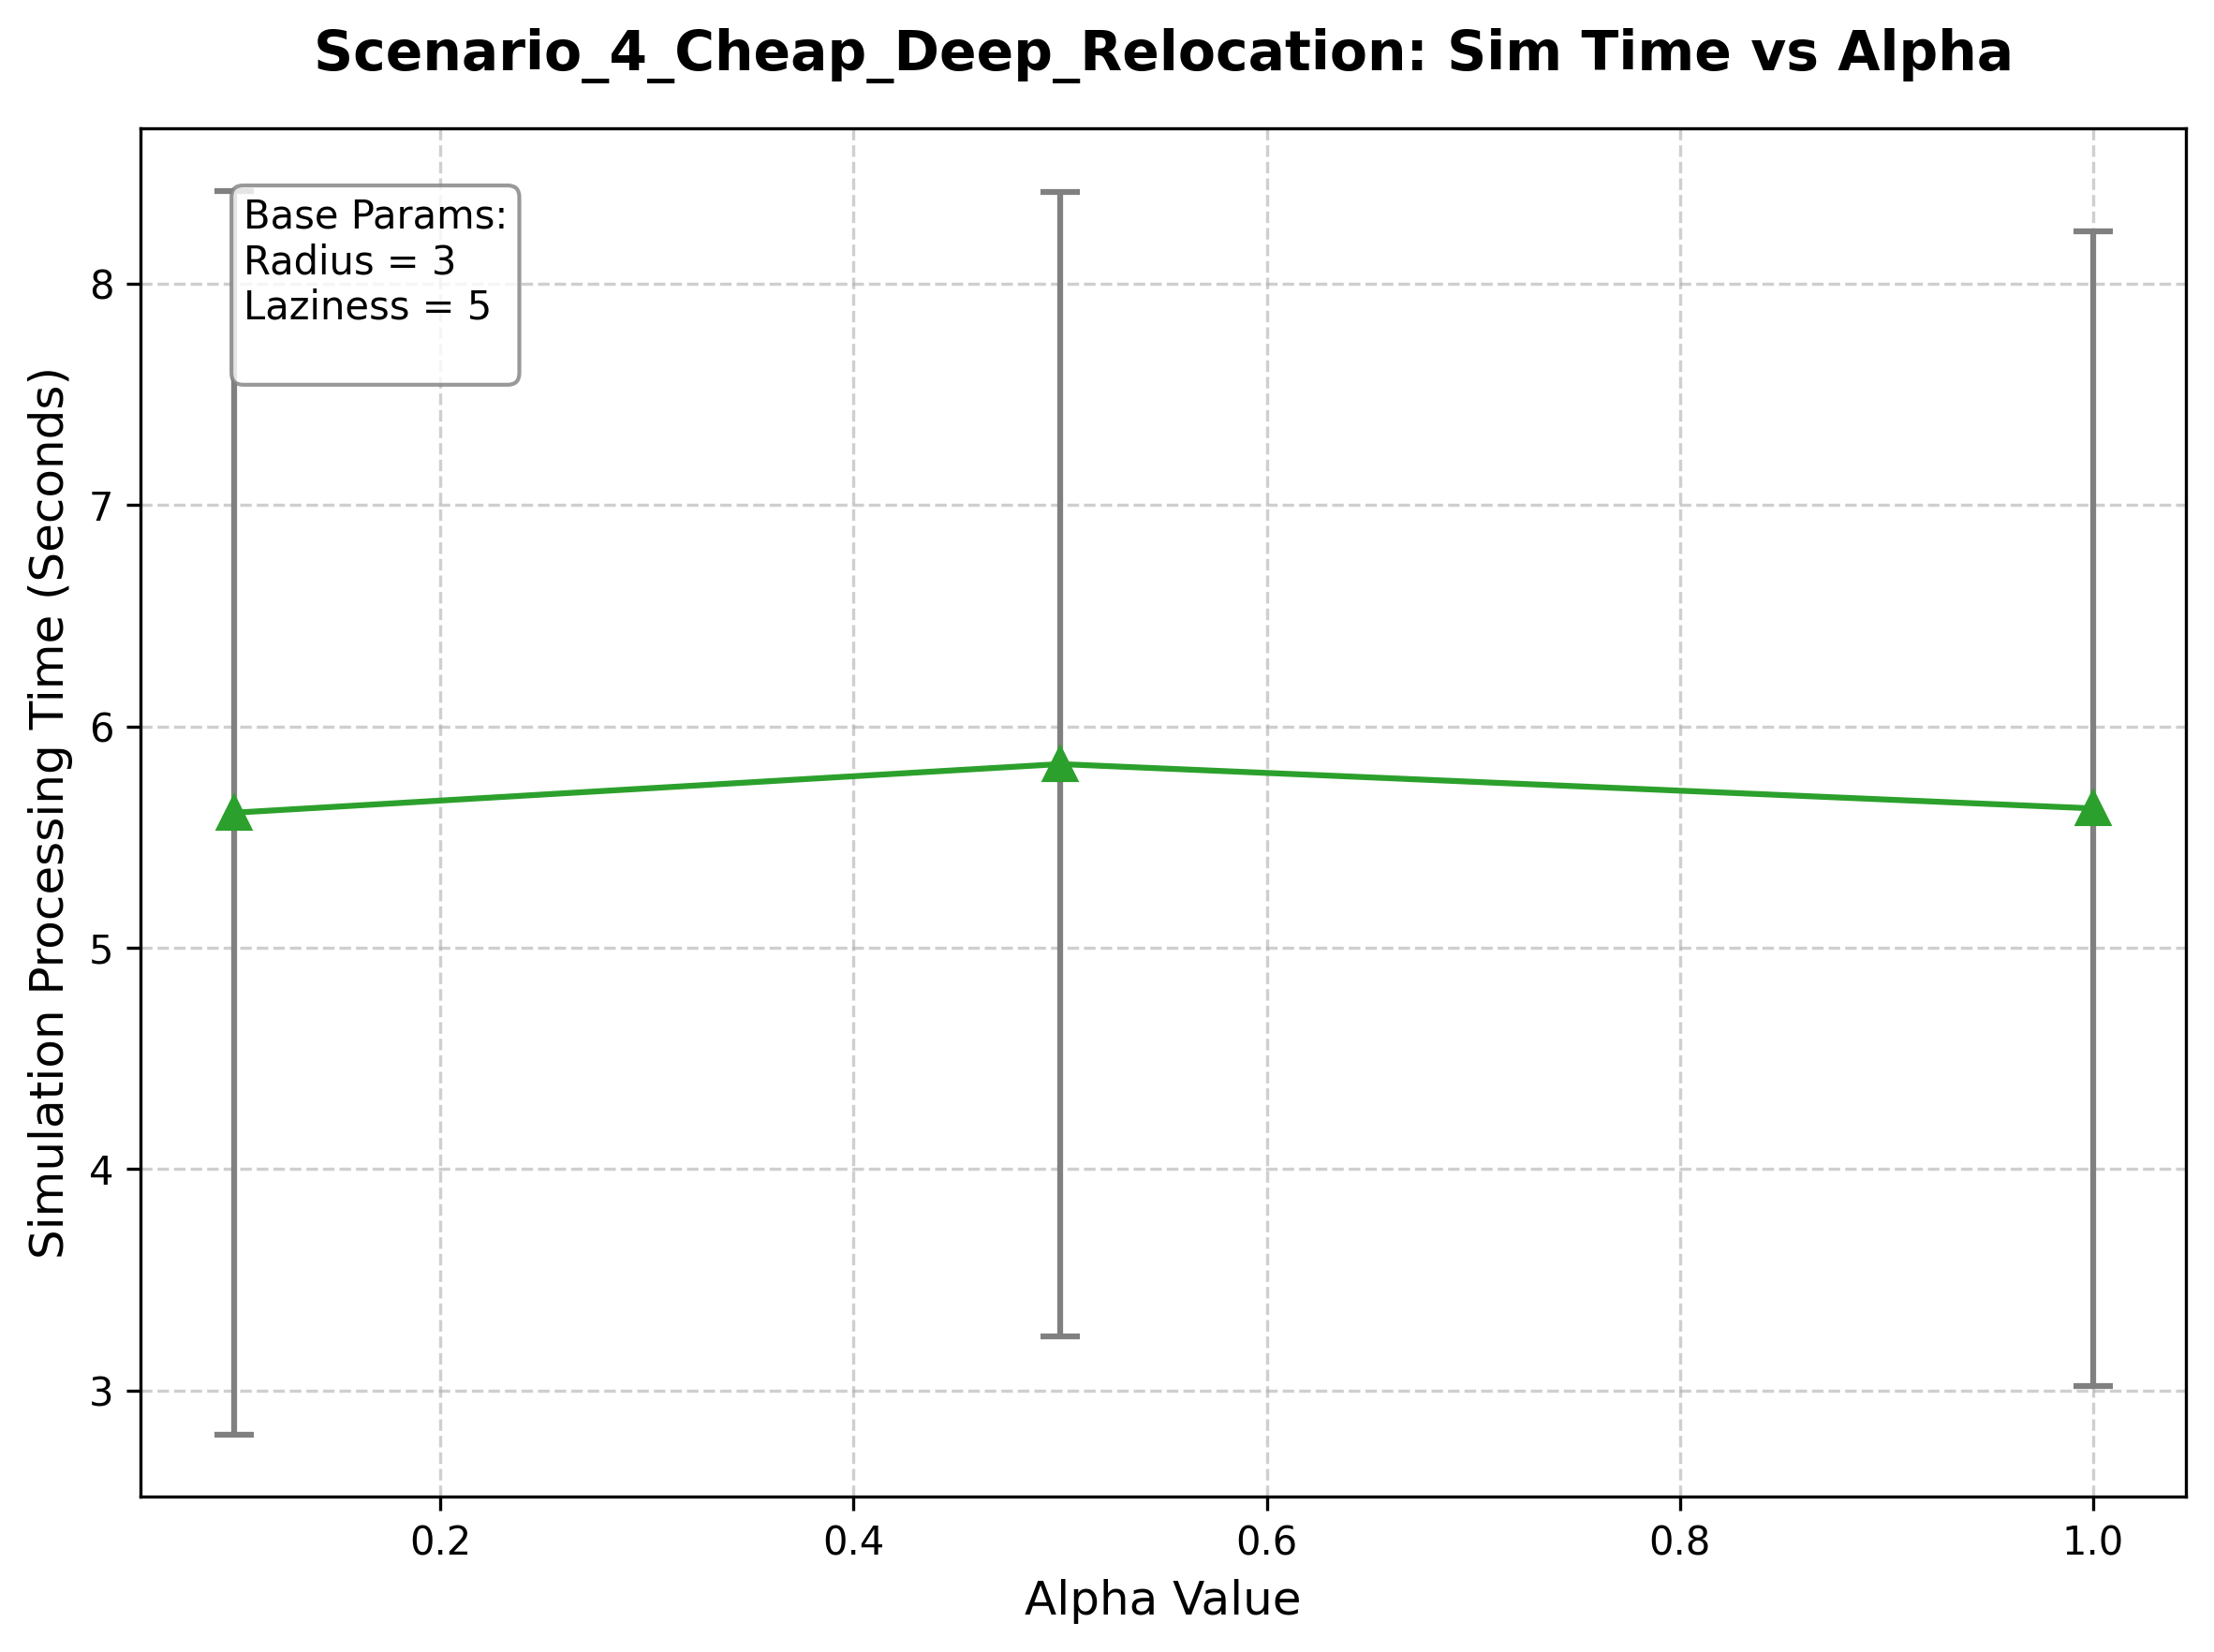 Scenario_4_Cheap_Deep_Relocation: Sim Time vs Alpha
Base Params:
Radius = 3
Laziness = 5
Simulation Processing Time (Seconds)
8
7
6
5
4
3
0.2
0.4
0.6
0.8
1.0
Alpha Value